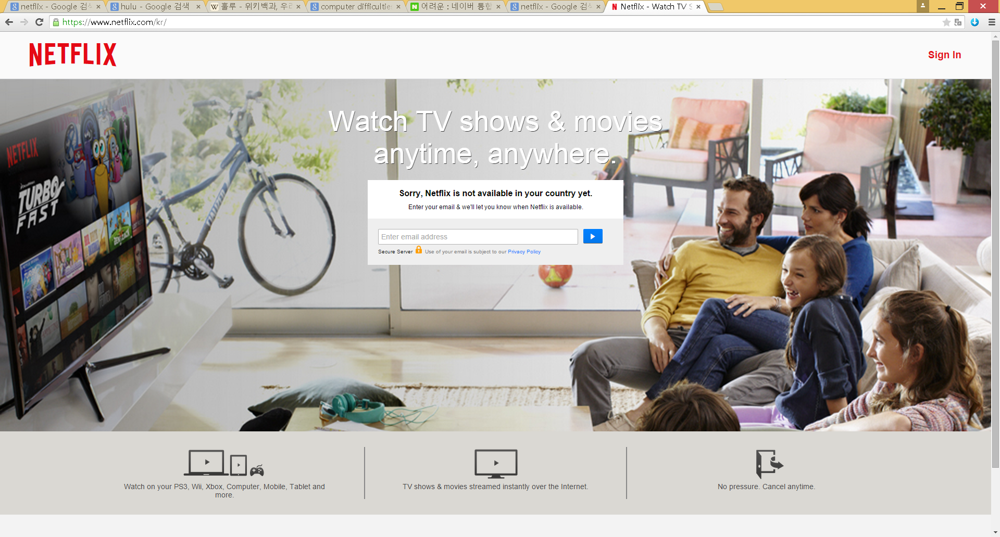 netflix - Google 검색
hulu - Google 검색
훌루 - 위키백과, 우리
computer difficulties
어려운 : 네이버 통합
netflix - Google 검색
Netflix - Watch TV S
https://www.netflix.com/kr/
NETFLIX
Sign In
Watch TV shows & movies
anytime, anywhere.
NETFLIX
TURBO
FAST
Sorry, Netflix is not available in your country yet.
Enter your email & we'll let you know when Netflix is available.
Enter email address
Secure Server Use of your email is subject to our Privacy Policy
Watch on your PS3, Wii, Xbox, Computer, Mobile, Tablet and
more.
TV shows & movies streamed instantly over the Internet.
No pressure. Cancel anytime.